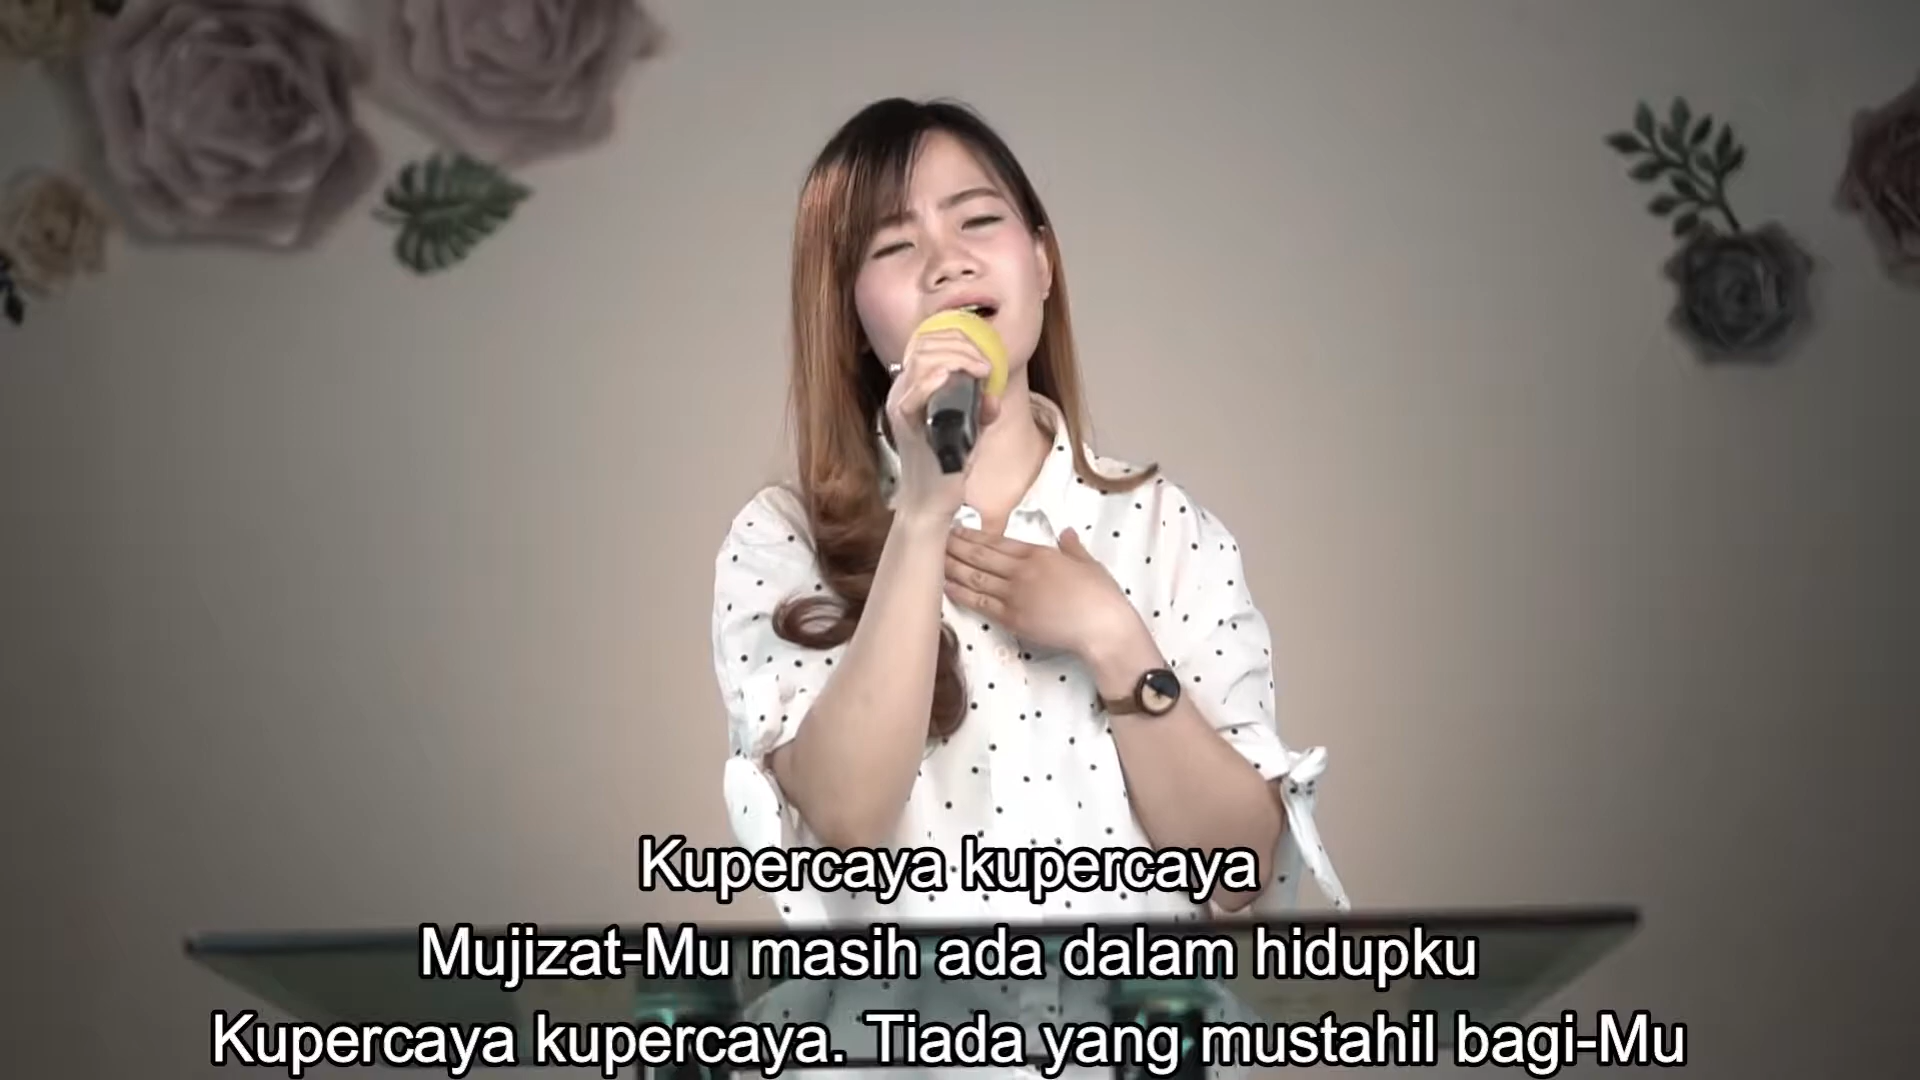 Kupercaya kupercaya
Mujizat-Mu masih ada dalam hidupku
Kupercaya kupercaya. Tiada yang mustahil bagi-Mu